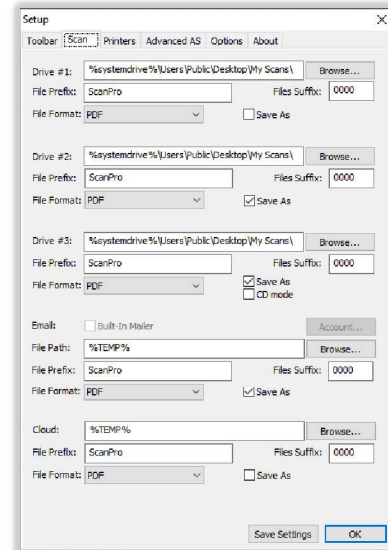 Setup
Toolbar Scan Printers Advanced AS Options About
Drive #1: %systemdrive%\Users\Public\Desktop\My Scans\ Browse...
File Prefix: ScanPro Files Suffix: 0000
File Format: PDF Save As
Drive #2: %systemdrive%\Users\Public\Desktop\My Scans\
File Prefix: ScanPro Files Suffix: 0000
File Format: PDF Save As
Drive #3: %systemdrive%\Users\Public\Desktop\My Scans\ Browse...
File Prefix: ScanPro Files Suffix: 0000
File Format: PDF Save As
CD mode
Email: Built-In Mailer Account...
File Path: %TEMP% Browse...
File Prefix: ScanPro Files Suffix: 0000
File Format: PDF Save As
Cloud: %TEMP% Browse...
File Prefix: ScanPro Files Suffix: 0000
File Format: PDF Save As
Save Settings OK